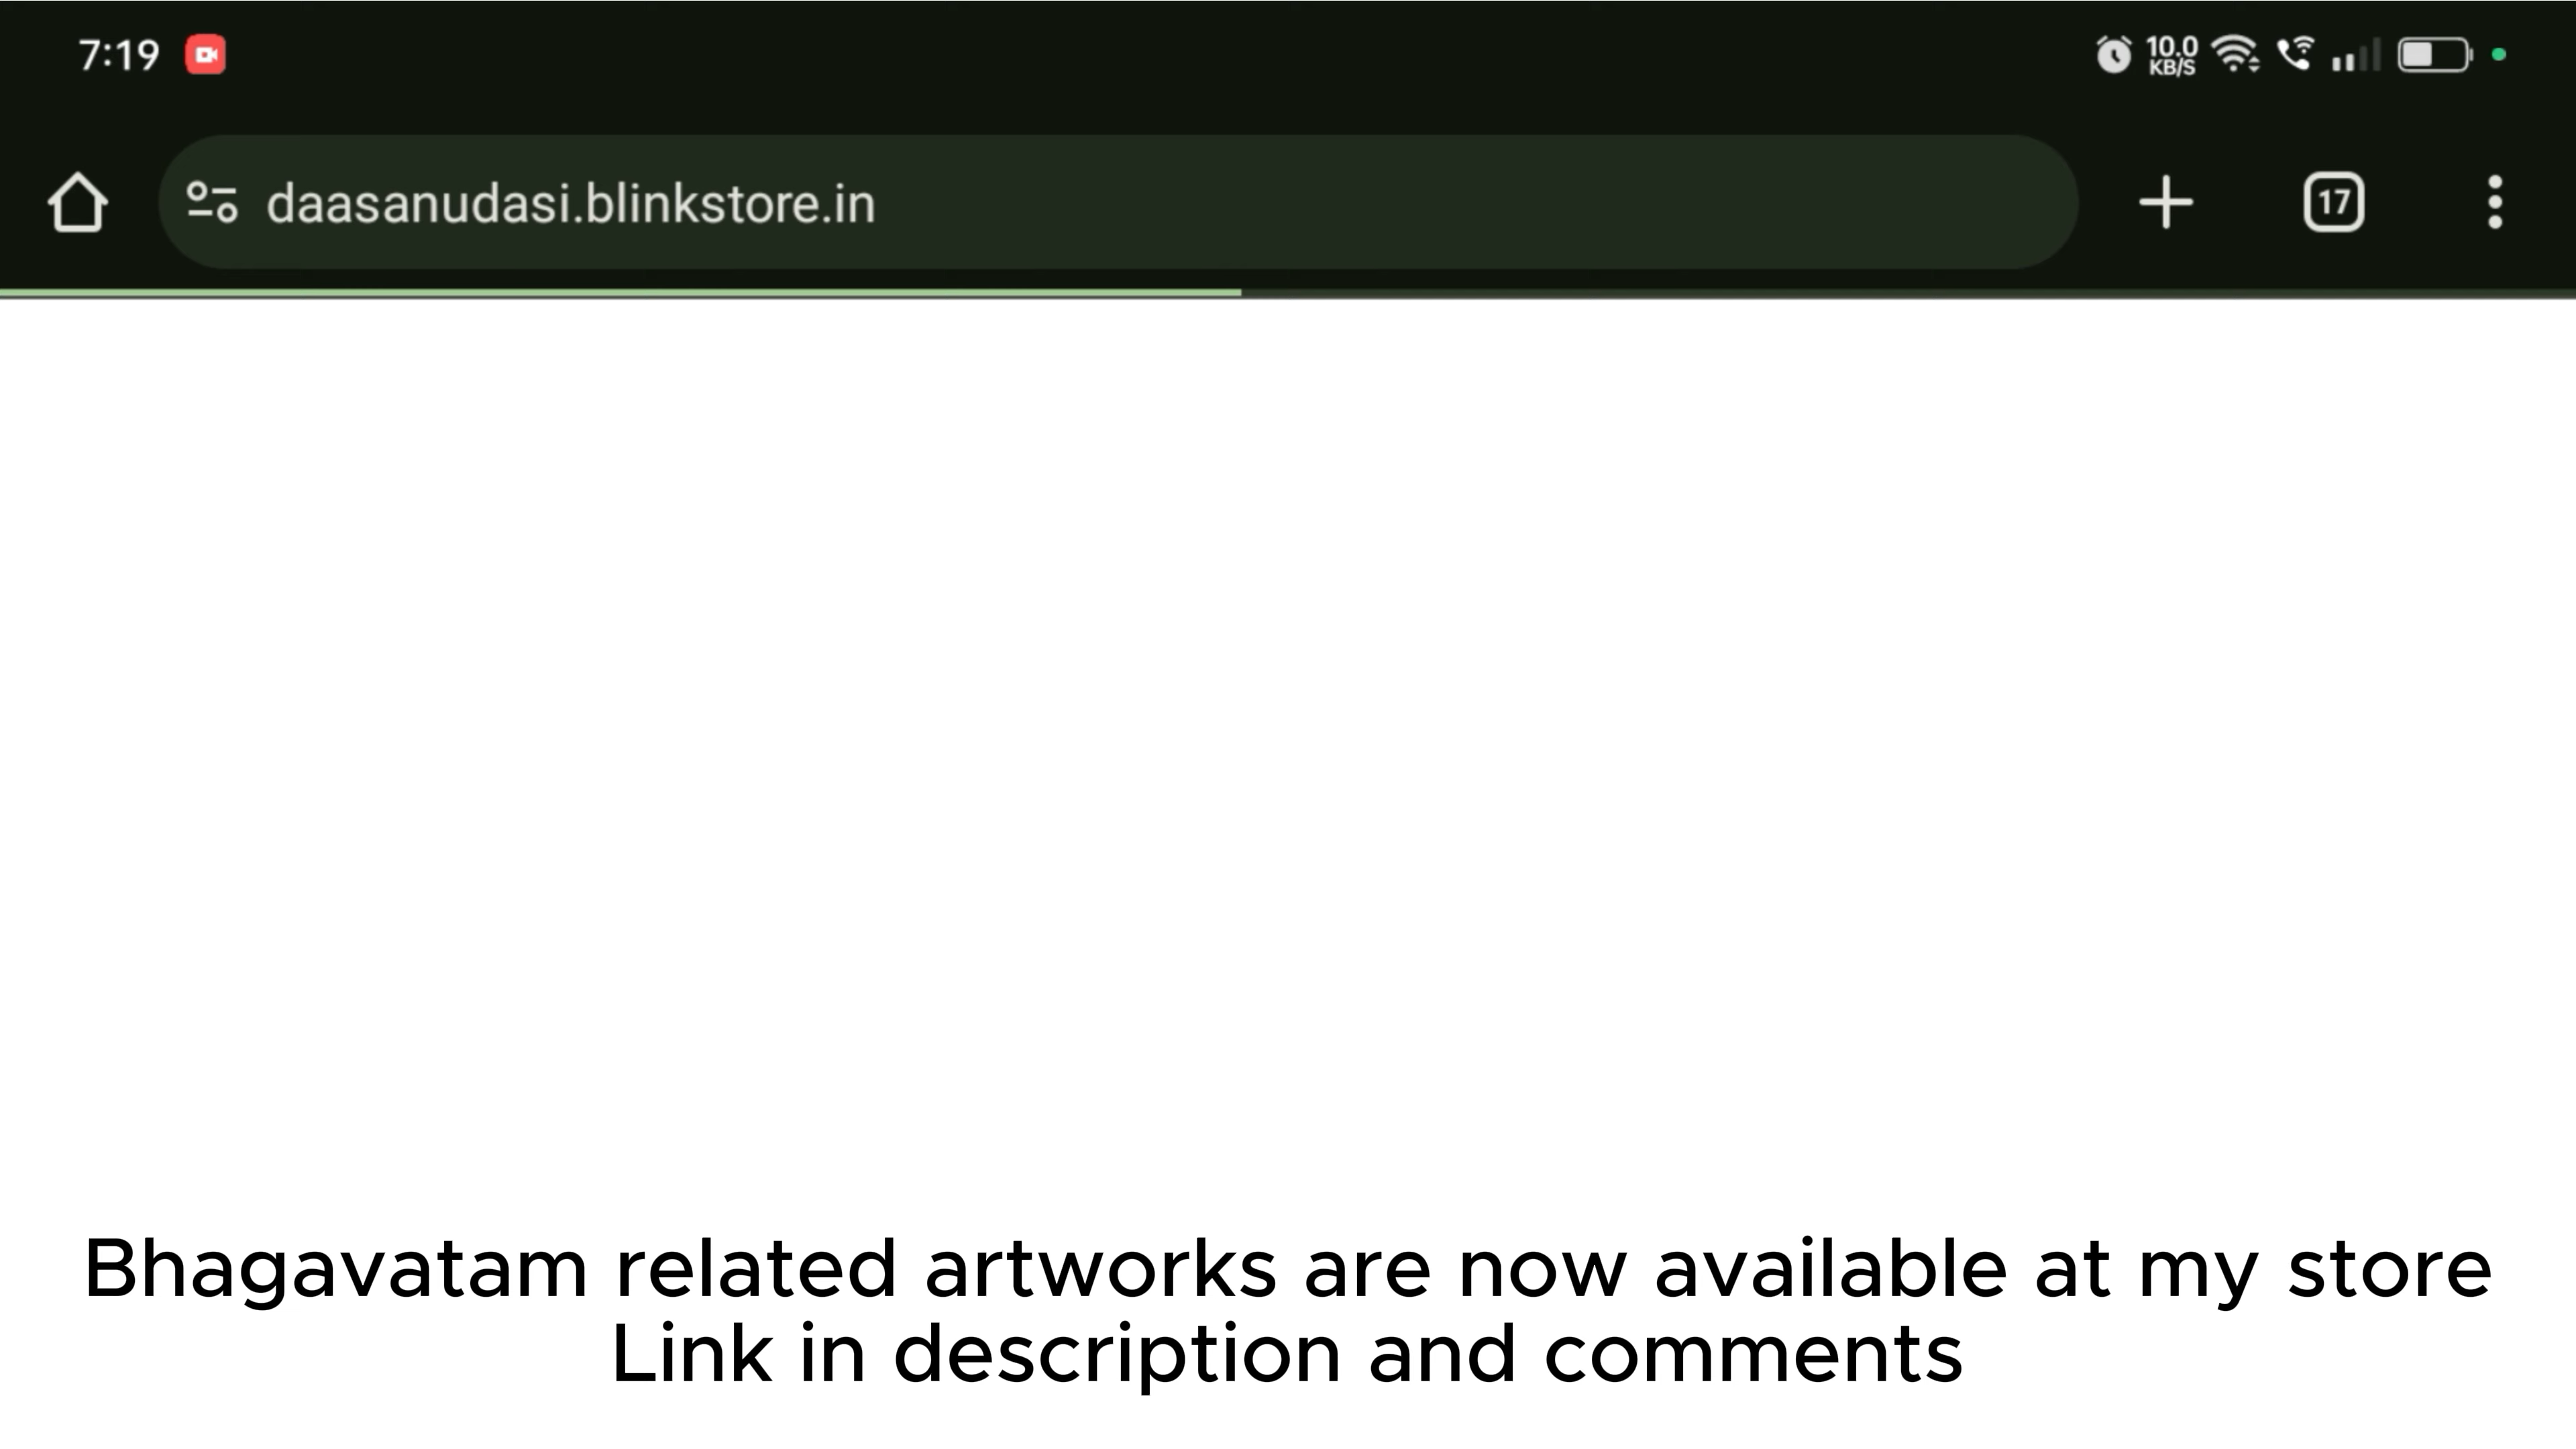 7:19
10.0
KB/S
daasanudasi.blinkstore.in
17
Bhagavatam related artworks are now available at my store
Link in description and comments